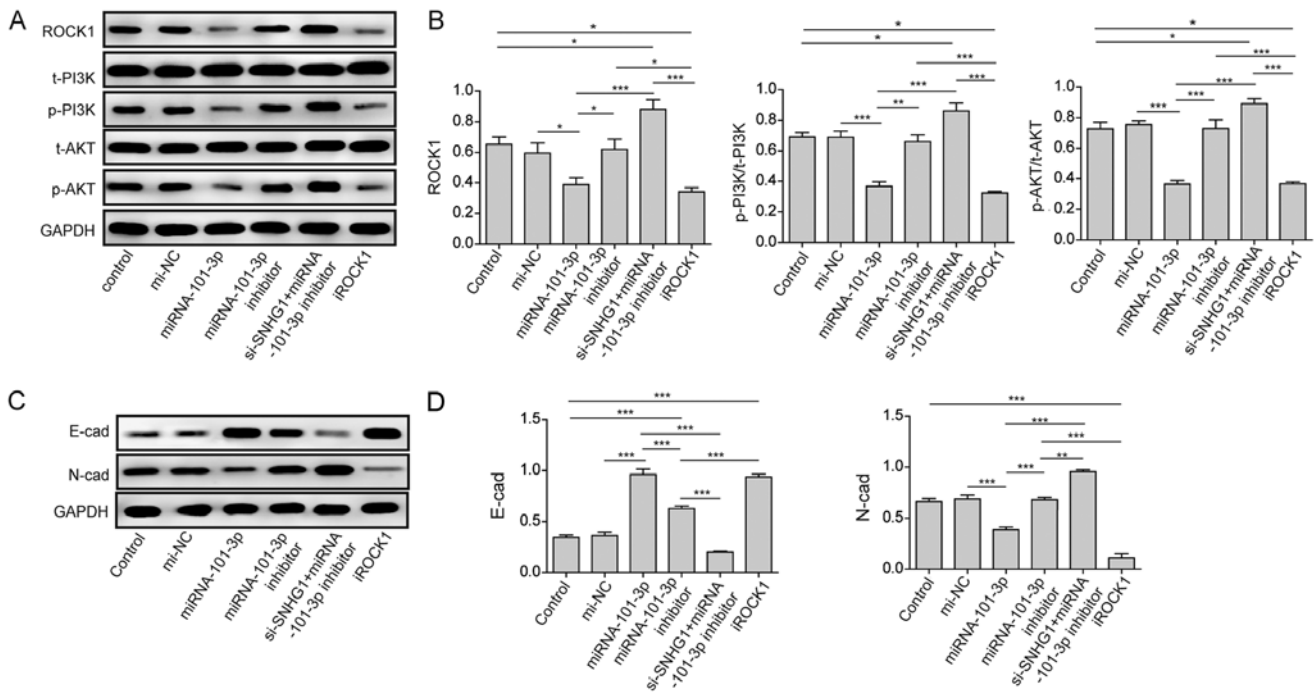 A
ROCK1
t-PI3K
p-PI3K
t-AKT
p-AKT
GAPDH
control
mi-NC
miRNA-101-3p
miRNA-101-3p
inhibitor
si-SNHG1+miRNA
-101-3p inhibitor
iROCK1
B
*
*
*
***
***
*
*
ROCK1
1.0
0.8
0.6
0.4
0.2
0.0
Control
mi-NC
miRNA-101-3p
miRNA-101-3p
inhibitor
si-SNHG1+miRNA
-101-3p inhibitor
iROCK1
*
*
***
***
***
***
**
p-PI3K/t-PI3K
1.0
0.8
0.6
0.4
0.2
0.0
Control
mi-NC
miRNA-101-3p
miRNA-101-3p
inhibitor
si-SNHG1+miRNA
-101-3p inhibitor
iROCK1
*
*
***
***
***
***
***
p-AKT/t-AKT
1.0
0.8
0.6
0.4
0.2
0.0
Control
mi-NC
miRNA-101-3p
miRNA-101-3p
inhibitor
si-SNHG1+miRNA
-101-3p inhibitor
iROCK1
C
E-cad
N-cad
GAPDH
Control
mi-NC
miRNA-101-3p
miRNA-101-3p
inhibitor
si-SNHG1+miRNA
-101-3p inhibitor
iROCK1
D
***
***
***
***
***
***
***
E-cad
1.5
1.0
0.5
0.0
Control
mi-NC
miRNA-101-3p
miRNA-101-3p
inhibitor
si-SNHG1+miRNA
-101-3p inhibitor
iROCK1
***
***
***
**
***
***
N-cad
1.5
1.0
0.5
0.0
Control
mi-NC
miRNA-101-3p
miRNA-101-3p
inhibitor
si-SNHG1+miRNA
-101-3p inhibitor
iROCK1